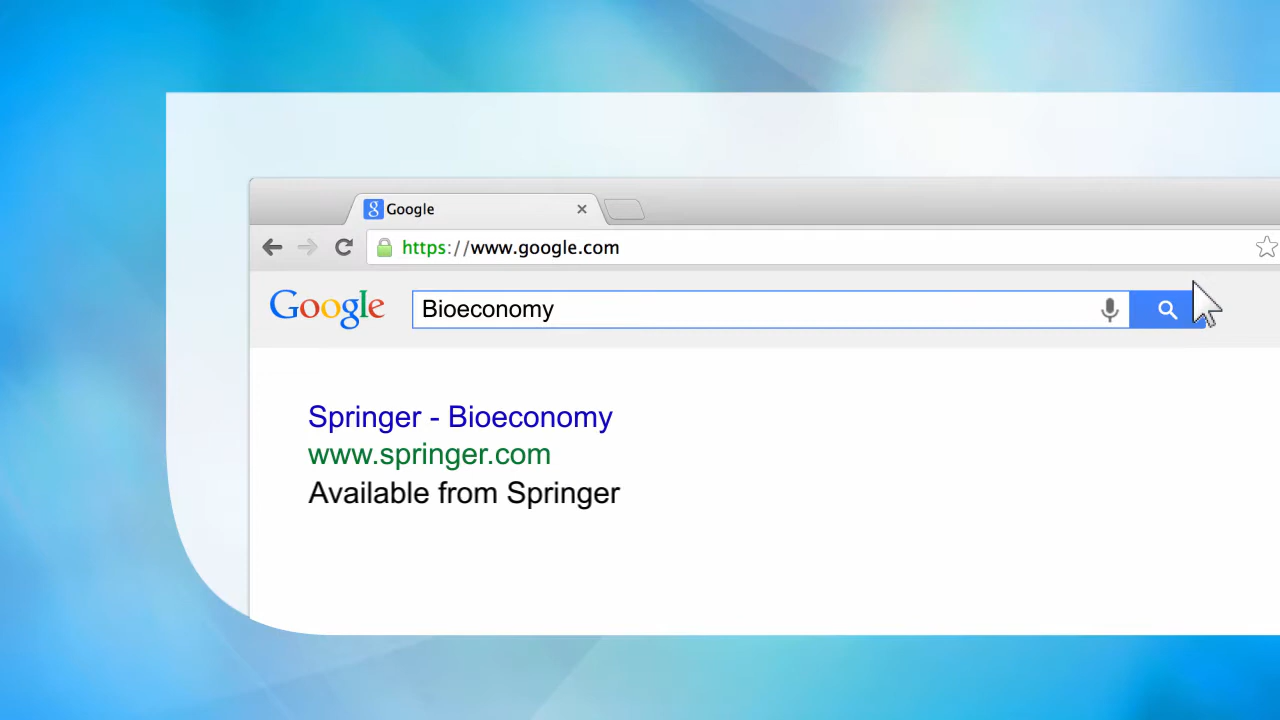 Google
https://www.google.com
Google Bioeconomy
Springer - Bioeconomy
www.springer.com
Available from Springer